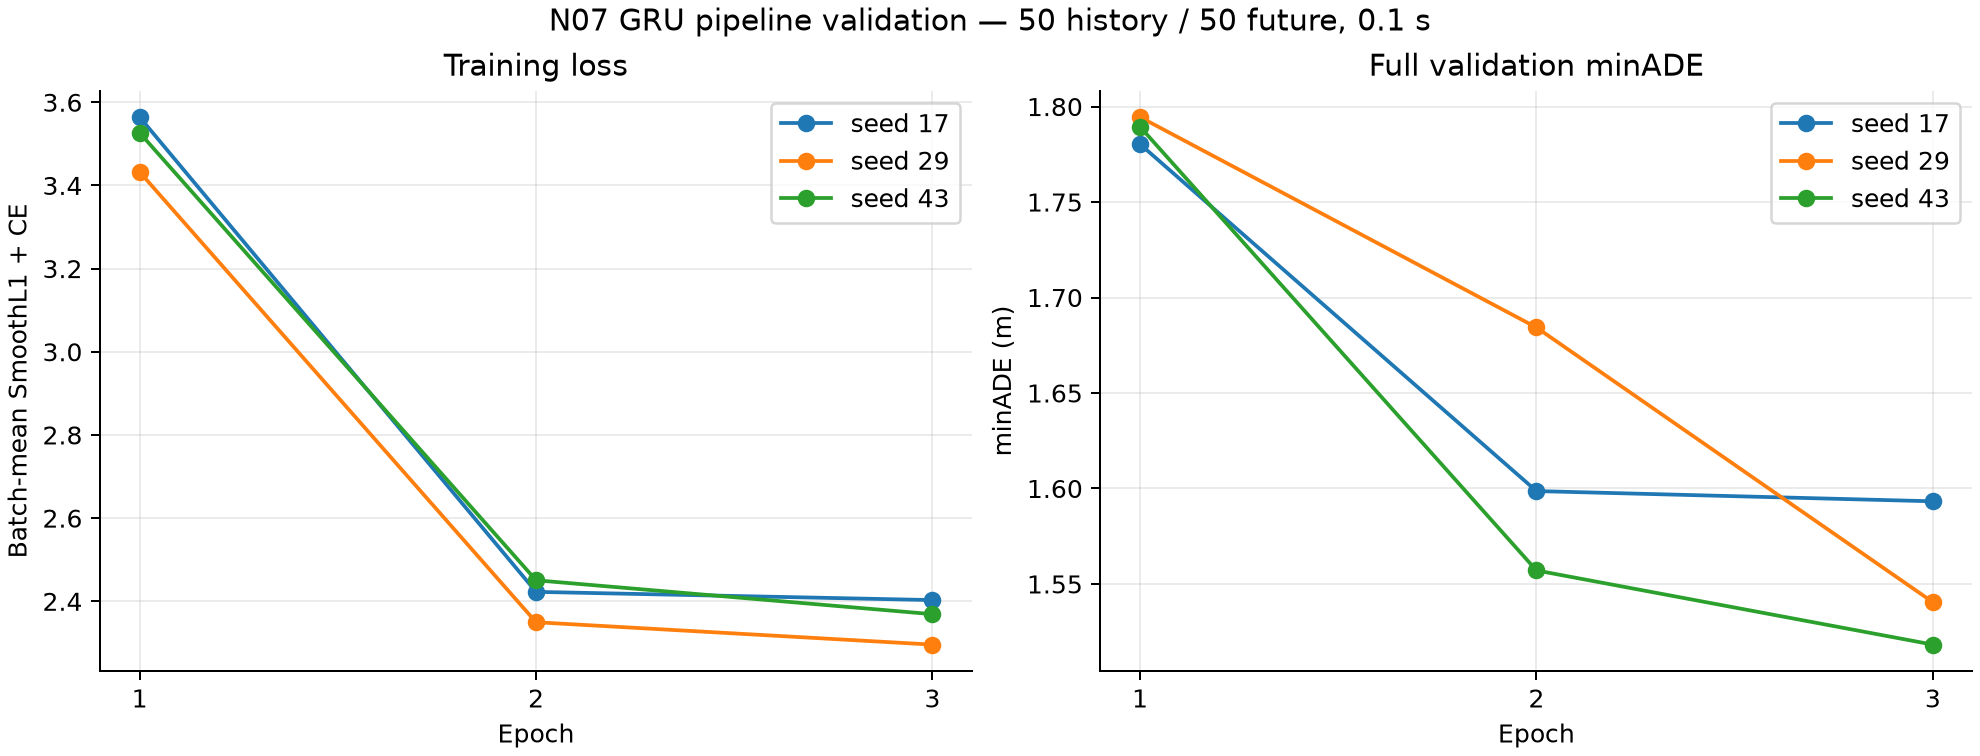 N07 GRU pipeline validation — 50 history / 50 future, 0.1 s
Training loss
Batch-mean SmoothL1 + CE
3.6
3.4
3.2
3.0
2.8
2.6
2.4
seed 17
seed 29
seed 43
1
2
3
Epoch
Full validation minADE
minADE (m)
1.80
1.75
1.70
1.65
1.60
1.55
seed 17
seed 29
seed 43
1
2
3
Epoch